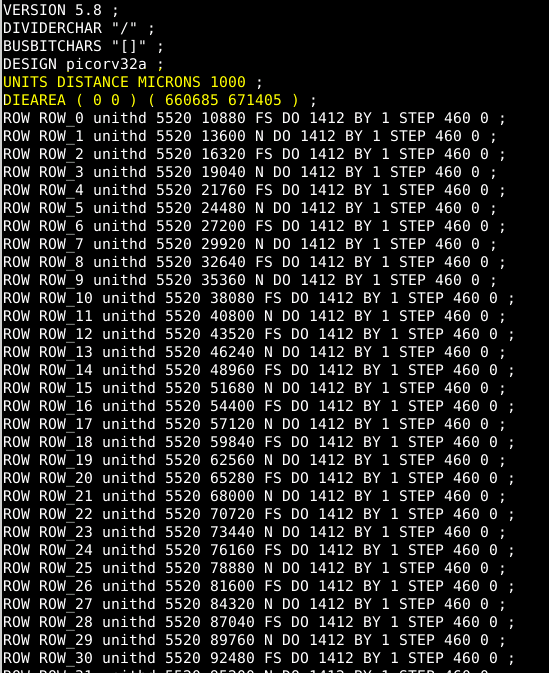 VERSION 5.8 ;
DIVIDERCHAR "/" ;
BUSBITCHARS "[]" ;
DESIGN picorv32a ;
UNITS DISTANCE MICRONS 1000 ;
DIEAREA ( 0 0 ) ( 660685 671405 ) ;
ROW ROW_0 unithd 5520 10880 FS DO 1412 BY 1 STEP 460 0 ;
ROW ROW_1 unithd 5520 13600 N DO 1412 BY 1 STEP 460 0 ;
ROW ROW_2 unithd 5520 16320 FS DO 1412 BY 1 STEP 460 0 ;
ROW ROW_3 unithd 5520 19040 N DO 1412 BY 1 STEP 460 0 ;
ROW ROW_4 unithd 5520 21760 FS DO 1412 BY 1 STEP 460 0 ;
ROW ROW_5 unithd 5520 24480 N DO 1412 BY 1 STEP 460 0 ;
ROW ROW_6 unithd 5520 27200 FS DO 1412 BY 1 STEP 460 0 ;
ROW ROW_7 unithd 5520 29920 N DO 1412 BY 1 STEP 460 0 ;
ROW ROW_8 unithd 5520 32640 FS DO 1412 BY 1 STEP 460 0 ;
ROW ROW_9 unithd 5520 35360 N DO 1412 BY 1 STEP 460 0 ;
ROW ROW_10 unithd 5520 38080 FS DO 1412 BY 1 STEP 460 0 ;
ROW ROW_11 unithd 5520 40800 N DO 1412 BY 1 STEP 460 0 ;
ROW ROW_12 unithd 5520 43520 FS DO 1412 BY 1 STEP 460 0 ;
ROW ROW_13 unithd 5520 46240 N DO 1412 BY 1 STEP 460 0 ;
ROW ROW_14 unithd 5520 48960 FS DO 1412 BY 1 STEP 460 0 ;
ROW ROW_15 unithd 5520 51680 N DO 1412 BY 1 STEP 460 0 ;
ROW ROW_16 unithd 5520 54400 FS DO 1412 BY 1 STEP 460 0 ;
ROW ROW_17 unithd 5520 57120 N DO 1412 BY 1 STEP 460 0 ;
ROW ROW_18 unithd 5520 59840 FS DO 1412 BY 1 STEP 460 0 ;
ROW ROW_19 unithd 5520 62560 N DO 1412 BY 1 STEP 460 0 ;
ROW ROW_20 unithd 5520 65280 FS DO 1412 BY 1 STEP 460 0 ;
ROW ROW_21 unithd 5520 68000 N DO 1412 BY 1 STEP 460 0 ;
ROW ROW_22 unithd 5520 70720 FS DO 1412 BY 1 STEP 460 0 ;
ROW ROW_23 unithd 5520 73440 N DO 1412 BY 1 STEP 460 0 ;
ROW ROW_24 unithd 5520 76160 FS DO 1412 BY 1 STEP 460 0 ;
ROW ROW_25 unithd 5520 78880 N DO 1412 BY 1 STEP 460 0 ;
ROW ROW_26 unithd 5520 81600 FS DO 1412 BY 1 STEP 460 0 ;
ROW ROW_27 unithd 5520 84320 N DO 1412 BY 1 STEP 460 0 ;
ROW ROW_28 unithd 5520 87040 FS DO 1412 BY 1 STEP 460 0 ;
ROW ROW_29 unithd 5520 89760 N DO 1412 BY 1 STEP 460 0 ;
ROW ROW_30 unithd 5520 92480 FS DO 1412 BY 1 STEP 460 0 ;